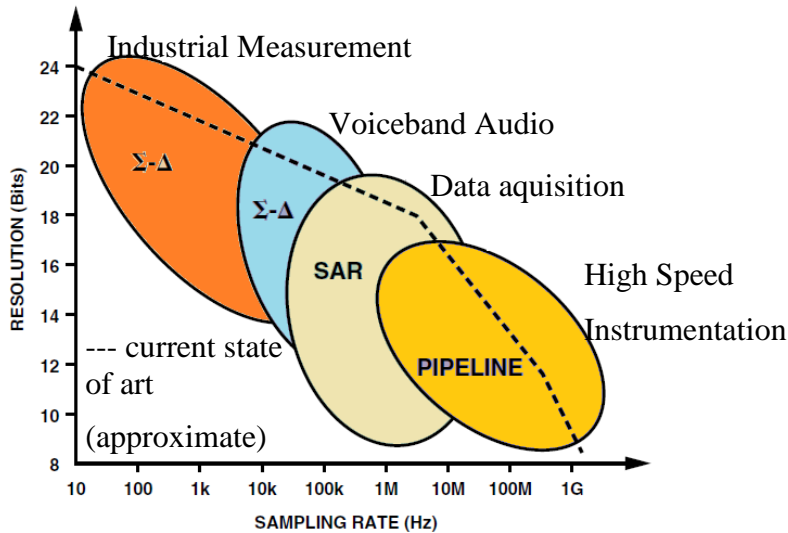 Industrial Measurement
24
Voiceband Audio
22
20
Σ-Δ
Data aquisition
18
Σ-Δ
RESOLUTION (Bits)
SAR
High Speed
16
Instrumentation
14
--- current state
of art
(approximate)
12
PIPELINE
10
8
10 100 1k 10k 100k 1M 10M 100M 1G
SAMPLING RATE (Hz)